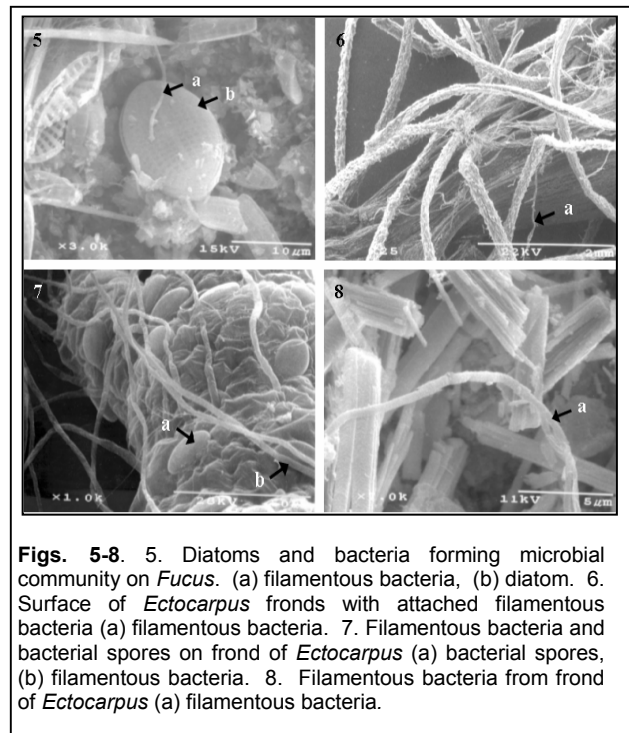 5
a
b
×3.0k 15kV 10µm
6
a
25 22kV 2mm
7
a
b
×1.0k
8
a
11kV 5µm
Figs. 5-8. 5. Diatoms and bacteria forming microbial
community on Fucus. (a) filamentous bacteria, (b) diatom. 6.
Surface of Ectocarpus fronds with attached filamentous
bacteria (a) filamentous bacteria. 7. Filamentous bacteria and
bacterial spores on frond of Ectocarpus (a) bacterial spores,
(b) filamentous bacteria. 8. Filamentous bacteria from frond
of Ectocarpus (a) filamentous bacteria.